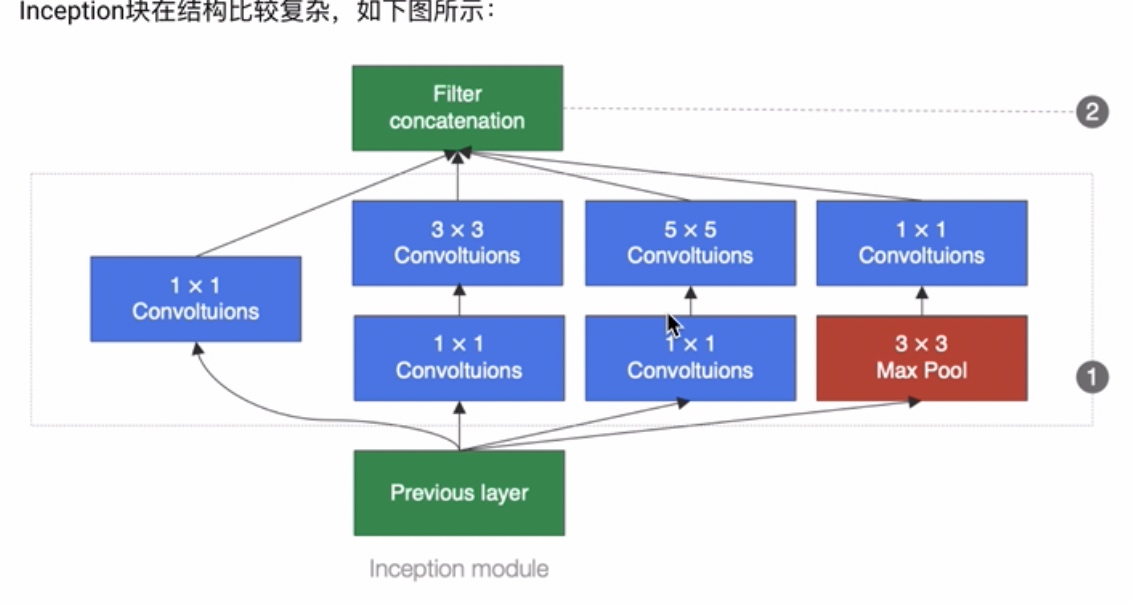 Inception块在结构比较复杂，如下图所示：
Filter
concatenation
2
3 × 3
Convoltuions
5 × 5
Convoltuions
1 × 1
Convoltuions
1 × 1
Convoltuions
1 × 1
Convoltuions
1 × 1
Convoltuions
3 × 3
Max Pool
1
Previous layer
Inception module